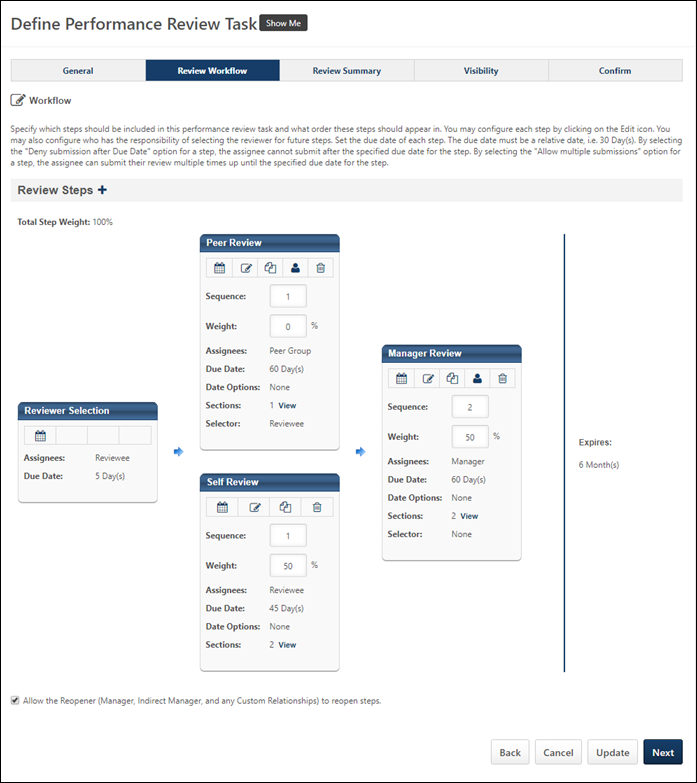 Define Performance Review Task Show Me
General
Review Workflow
Review Summary
Visibility
Confirm
Workflow
Specify which steps should be included in this performance review task and what order these steps should appear in. You may configure each step by clicking on the Edit icon. You
may also configure who has the responsibility of selecting the reviewer for future steps. Set the due date of each step. The due date must be a relative date, i.e. 30 Day(s). By selecting
the "Deny submission after Due Date" option for a step, the assignee cannot submit after the specified due date for the step. By selecting the "Allow multiple submissions" option for
a step, the assignee can submit their review multiple times up until the specified due date for the step.
Review Steps +
Total Step Weight: 100%
Reviewer Selection
Assignees: Reviewee
Due Date: 5 Day(s)
Peer Review
Sequence: 1
Weight: 0 %
Assignees: Peer Group
Due Date: 60 Day(s)
Date Options: None
Sections: 1 View
Selector: Reviewee
Self Review
Sequence: 1
Weight: 50 %
Assignees: Reviewee
Due Date: 45 Day(s)
Date Options: None
Sections: 2 View
Manager Review
Sequence: 2
Weight: 50 %
Assignees: Manager
Due Date: 60 Day(s)
Date Options: None
Sections: 2 View
Selector: None
Expires:
6 Month(s)
Allow the Reopener (Manager, Indirect Manager, and any Custom Relationships) to reopen steps.
Back
Cancel
Update
Next